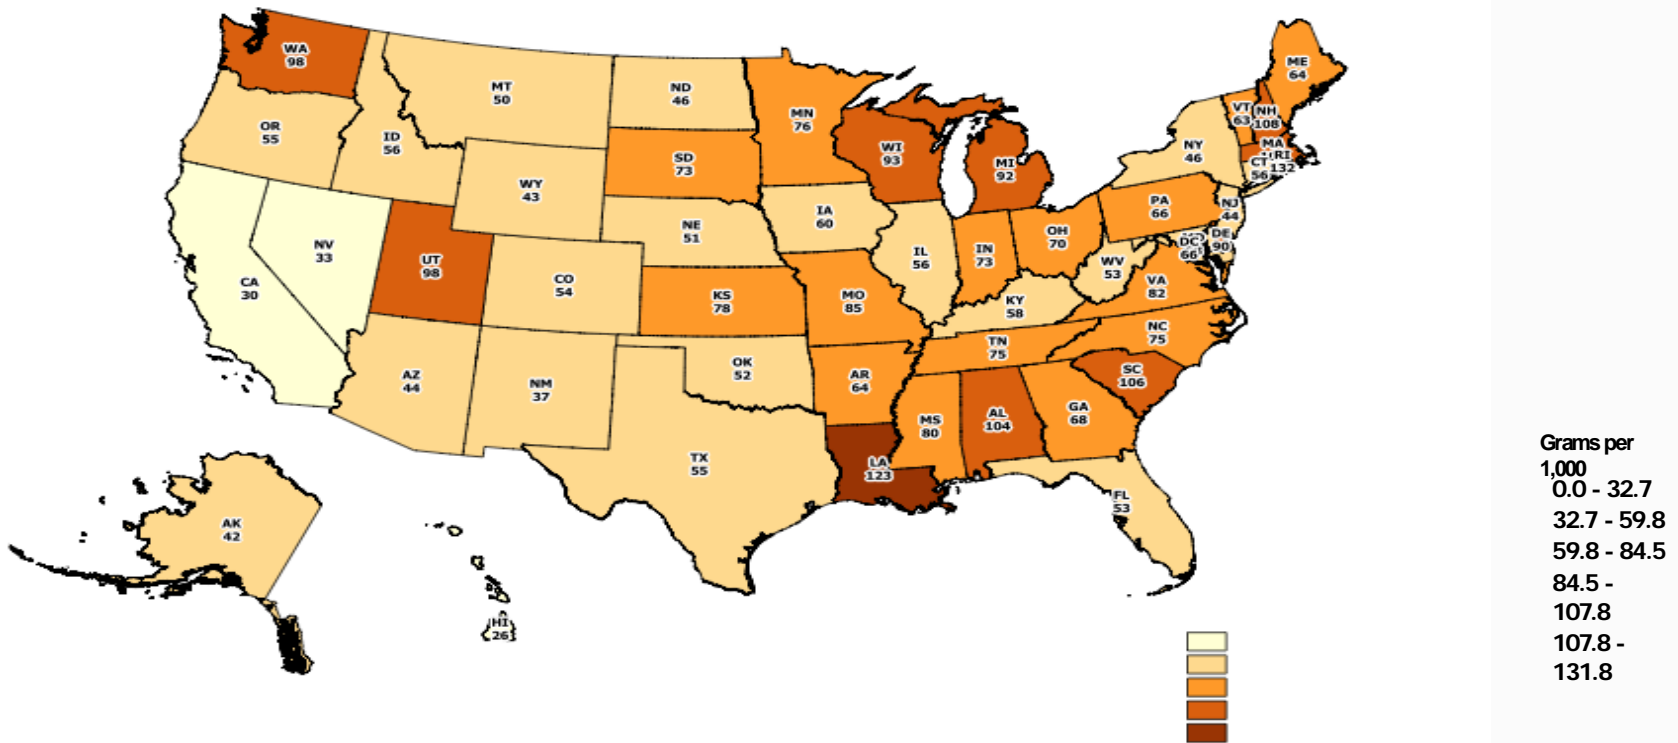 WA
98
MT
50
ND
46
MN
76
ME
64
VT
63
NH
108
OR
55
ID
56
SD
73
WI
93
MI
92
NY
46
MA
RI
132
CT
56
WY
43
IA
60
NE
51
PA
66
NJ
44
NV
33
UT
98
CO
54
IL
56
IN
73
OH
70
DE
90
DC
66
WV
53
VA
82
CA
30
KS
78
MO
85
KY
58
NC
75
TN
75
AZ
44
NM
37
OK
52
AR
64
SC
106
MS
80
AL
104
GA
68
TX
55
LA
123
FL
53
AK
42
HI
26
Grams per
1,000
0.0 - 32.7
32.7 - 59.8
59.8 - 84.5
84.5 -
107.8
107.8 -
131.8